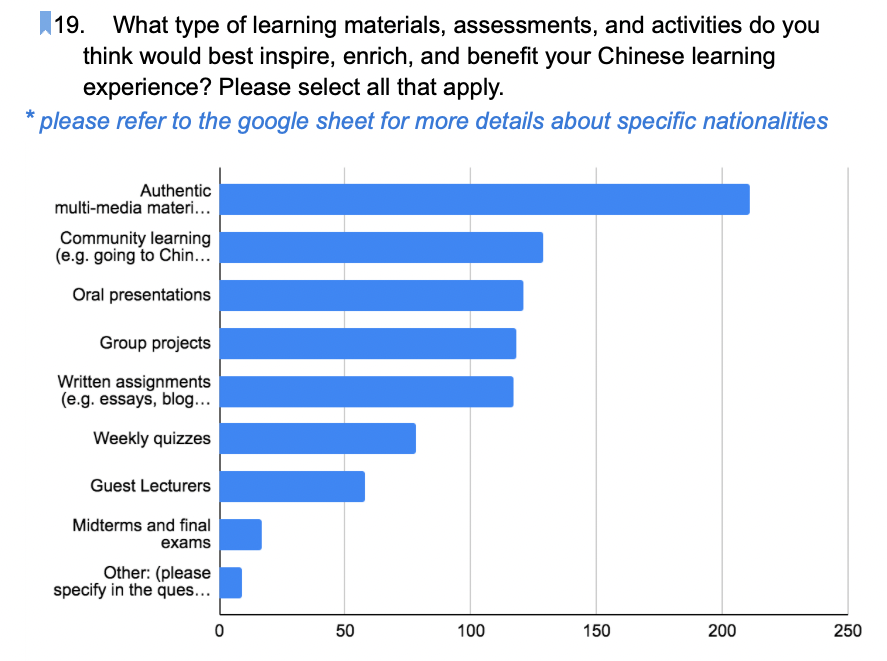 19. What type of learning materials, assessments, and activities do you
think would best inspire, enrich, and benefit your Chinese learning
experience? Please select all that apply.
* please refer to the google sheet for more details about specific nationalities
Authentic
multi-media materi...
Community learning
(e.g. going to Chin...
Oral presentations
Group projects
Written assignments
(e.g. essays, blog...
Weekly quizzes
Guest Lecturers
Midterms and final
exams
Other: (please
specify in the ques...
0 50 100 150 200 250